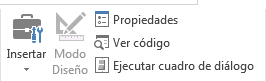 Insertar
Modo
Diseño
Propiedades
Ver código
Ejecutar cuadro de diálogo